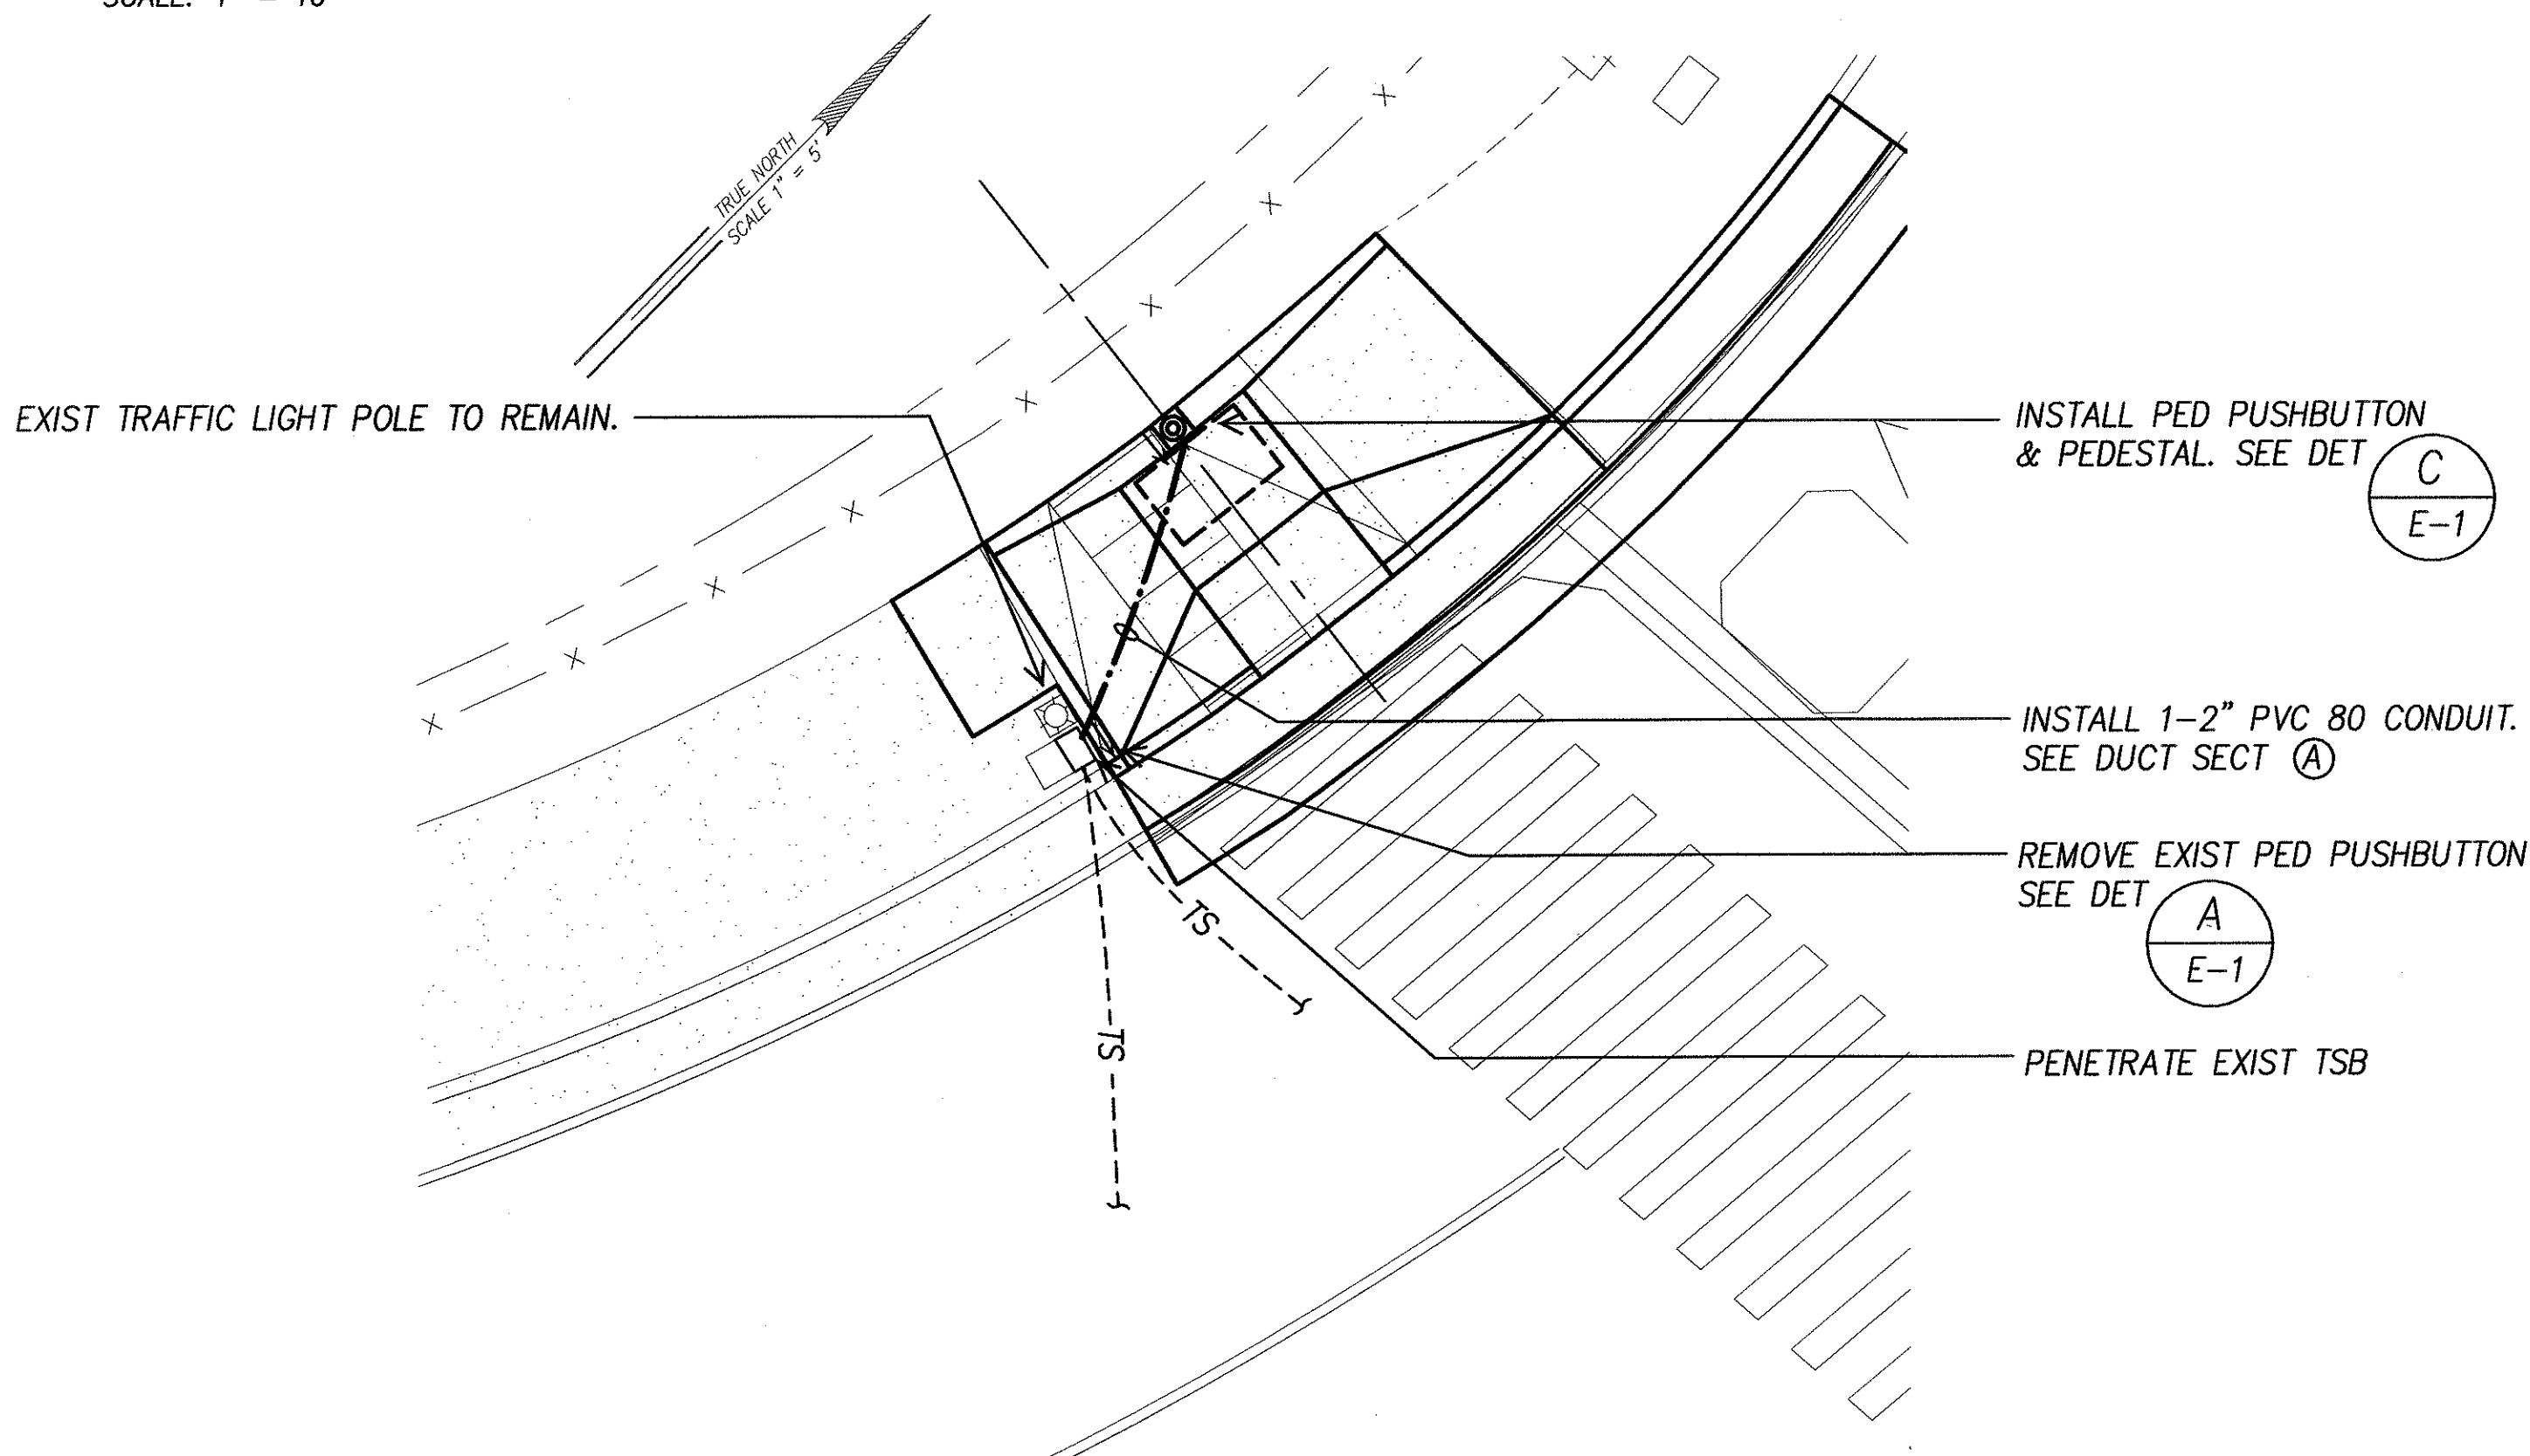 TRUE NORTH
SCALE 1" = 5'
EXIST TRAFFIC LIGHT POLE TO REMAIN.
INSTALL PED PUSHBUTTON
& PEDESTAL. SEE DET
C
E-1
INSTALL 1-2" PVC 80 CONDUIT.
SEE DUCT SECT A
REMOVE EXIST PED PUSHBUTTON
SEE DET
A
E-1
TS
TS
PENETRATE EXIST TSB